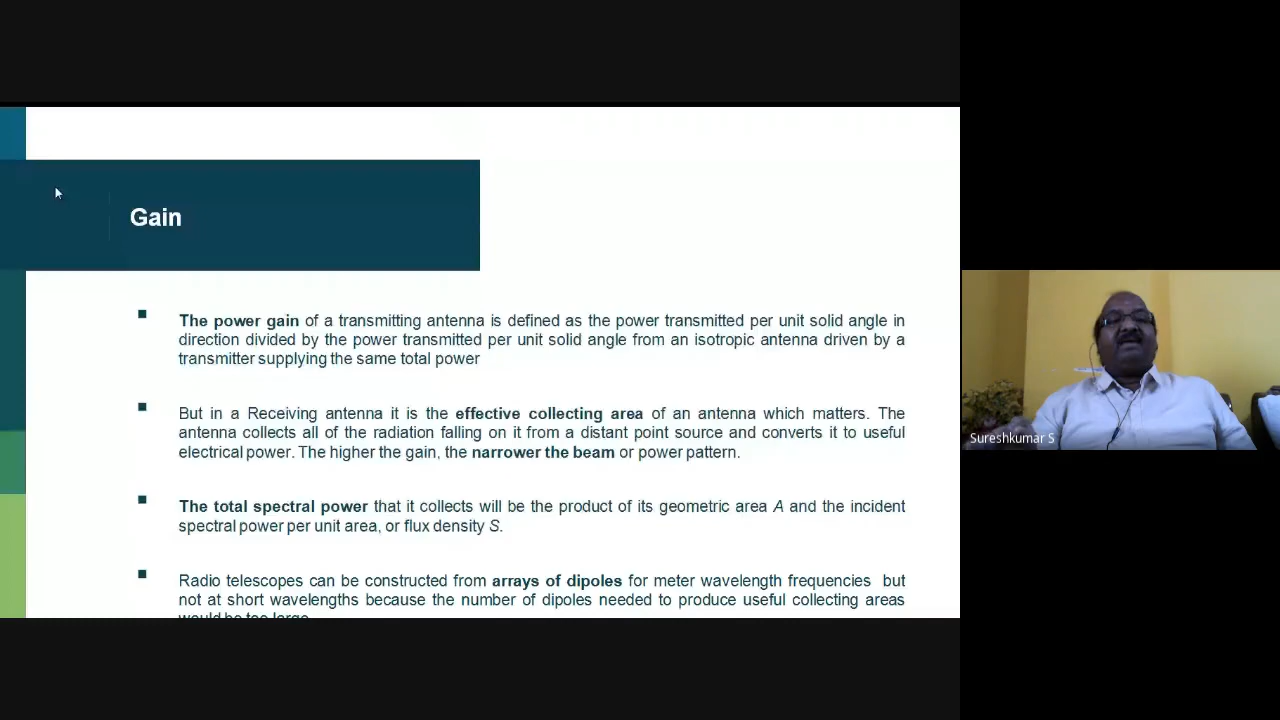 Gain
The power gain of a transmitting antenna is defined as the power transmitted per unit solid angle in
direction divided by the power transmitted per unit solid angle from an isotropic antenna driven by a
transmitter supplying the same total power
But in a Receiving antenna it is the effective collecting area of an antenna which matters. The
antenna collects all of the radiation falling on it from a distant point source and converts it to useful
electrical power. The higher the gain, the narrower the beam or power pattern.
The total spectral power that it collects will be the product of its geometric area A and the incident
spectral power per unit area, or flux density S.
Radio telescopes can be constructed from arrays of dipoles for meter wavelength frequencies but
not at short wavelengths because the number of dipoles needed to produce useful collecting areas
would be too large
Sureshkumar S